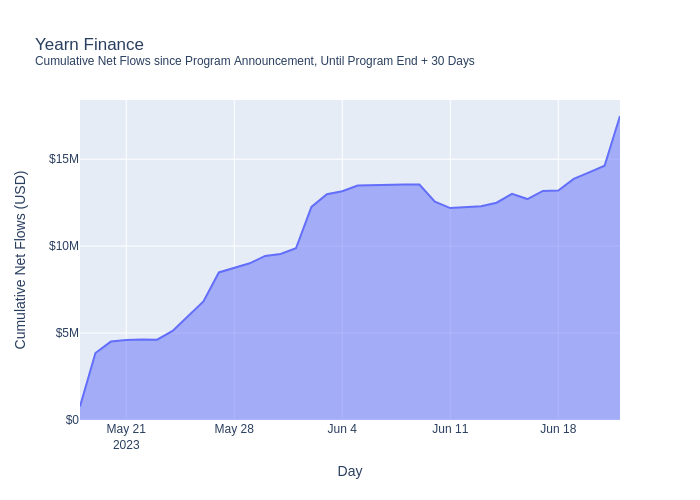 Yearn Finance
Cumulative Net Flows since Program Announcement, Until Program End + 30 Days
Cumulative Net Flows (USD)
$15M
$10M
$5M
$0
May 21
2023
May 28
Jun 4
Jun 11
Jun 18
Day